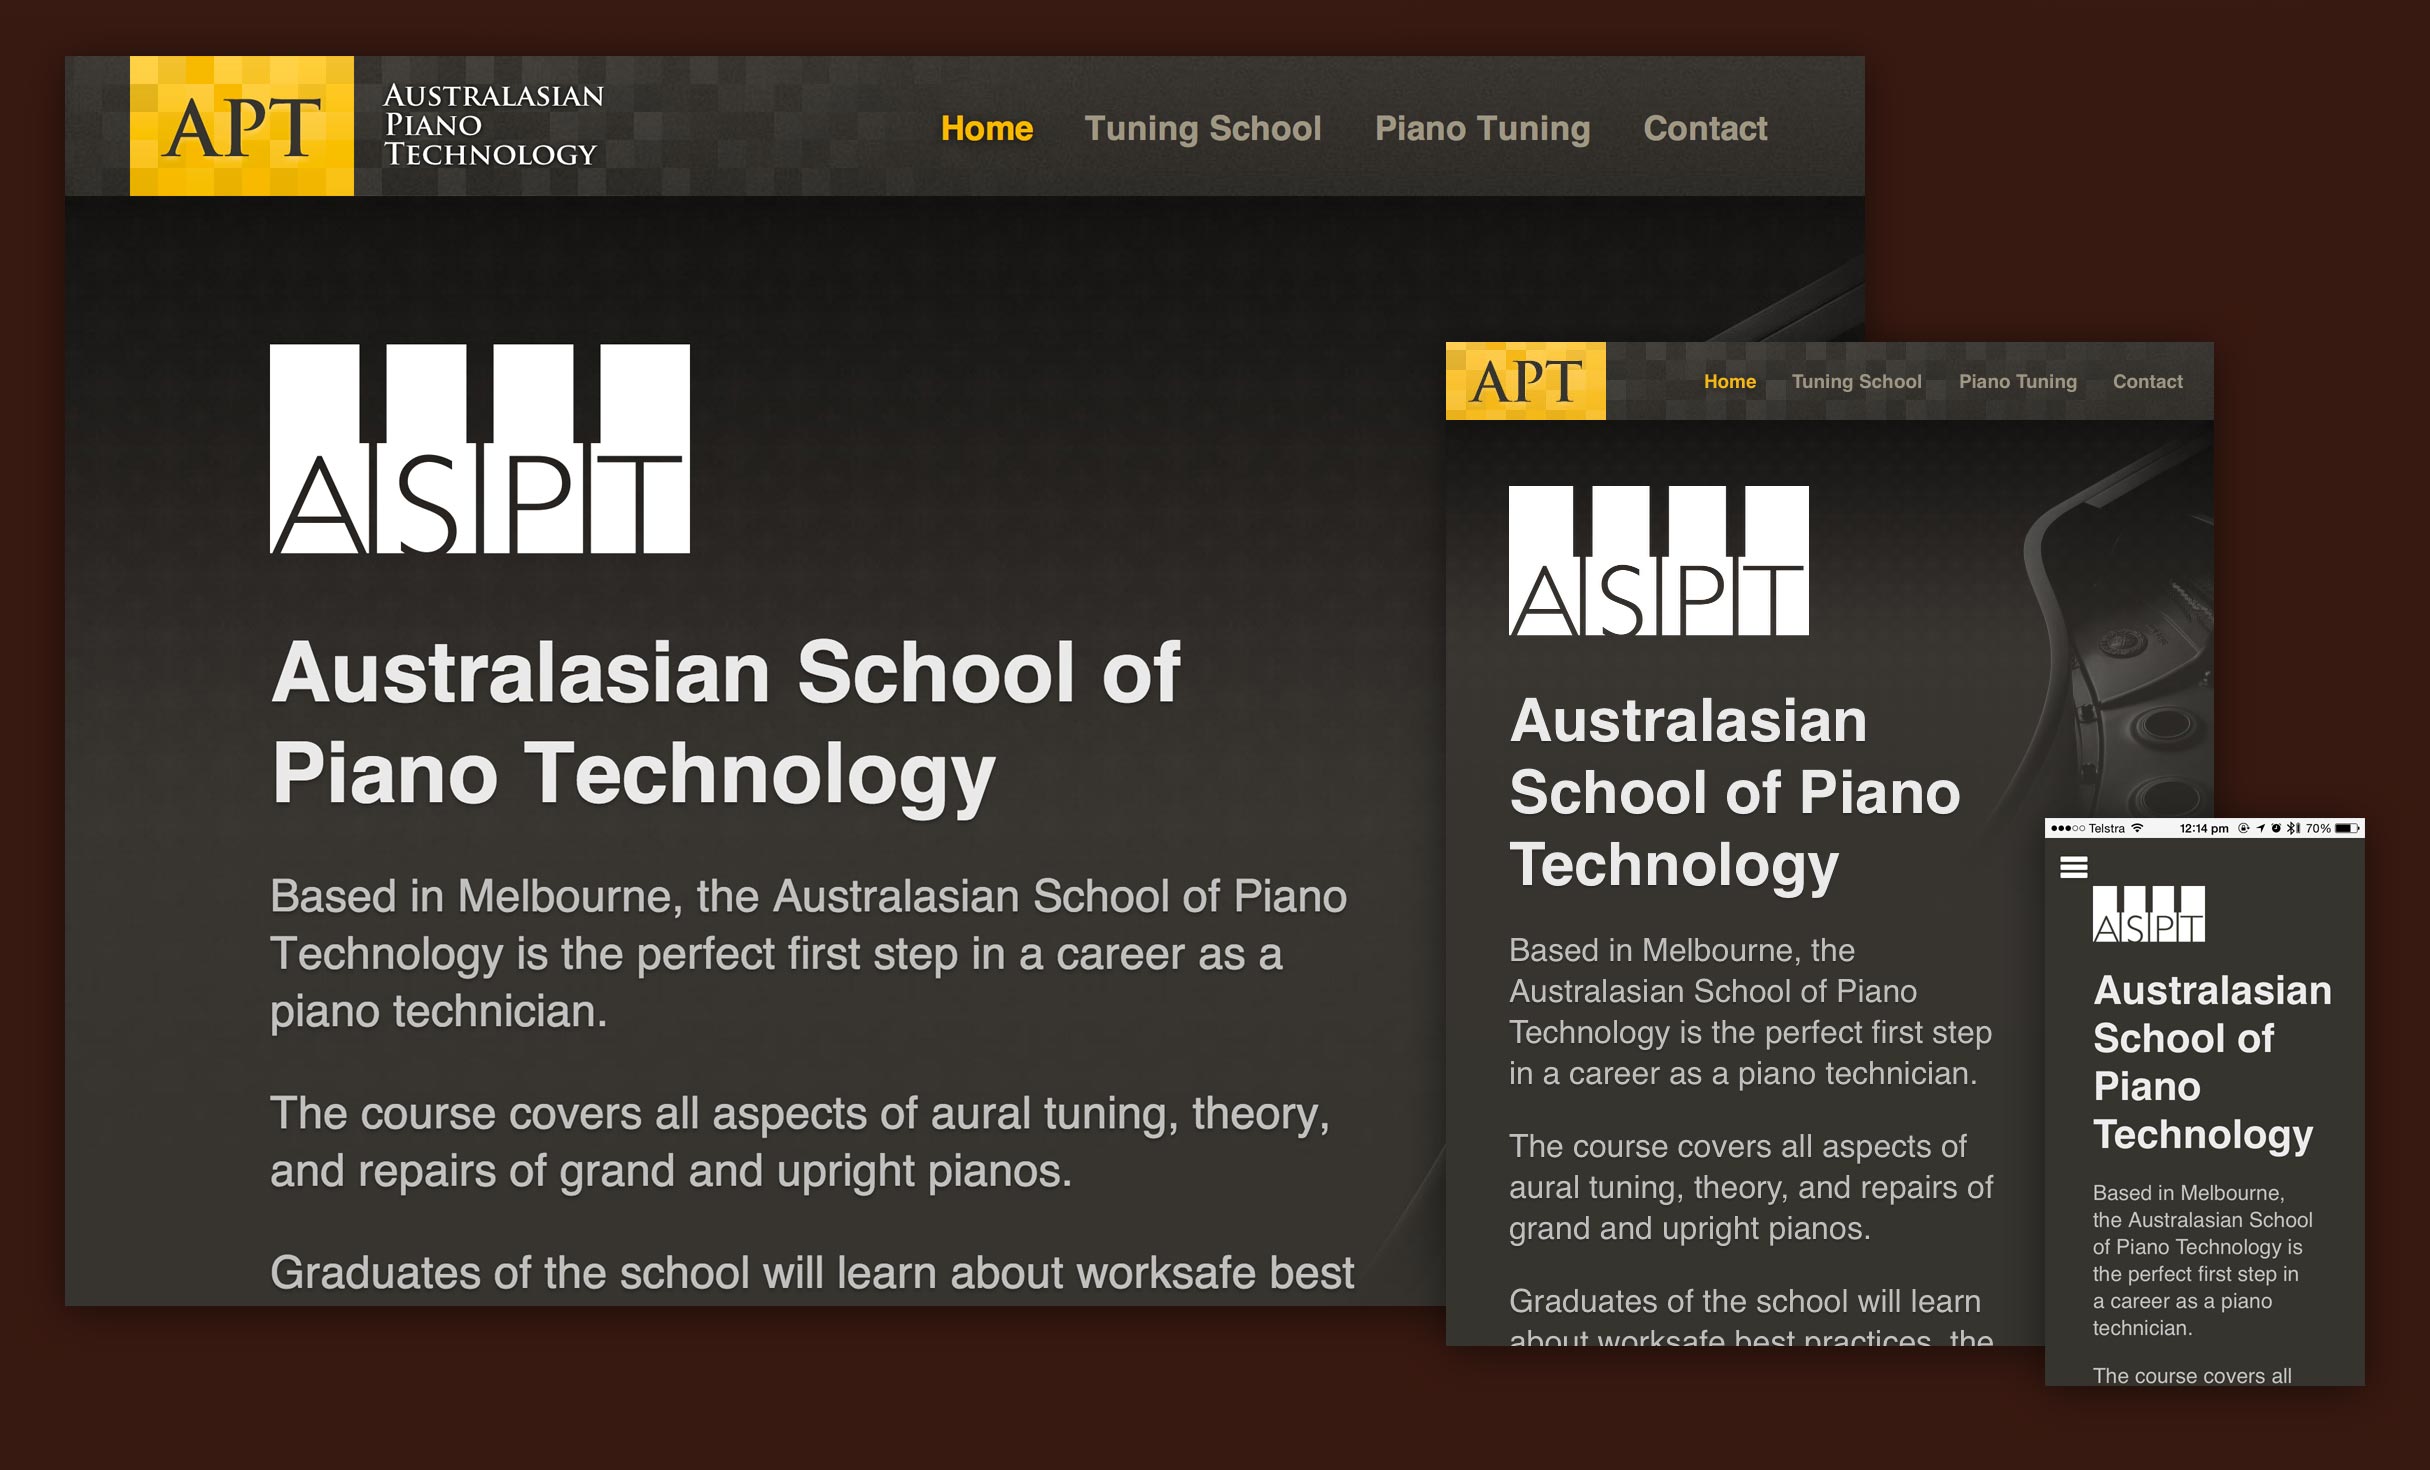 APT
AUSTRALASIAN
PIANO
TECHNOLOGY
Home Tuning School Piano Tuning Contact
ASPT
Australasian School of
Piano Technology
Based in Melbourne, the Australasian School of Piano
Technology is the perfect first step in a career as a
piano technician.
The course covers all aspects of aural tuning, theory,
and repairs of grand and upright pianos.
Graduates of the school will learn about worksafe best
APT
Home Tuning School Piano Tuning Contact
ASPT
Australasian
School of Piano
Technology
Based in Melbourne, the
Australasian School of Piano
Technology is the perfect first step
in a career as a piano technician.
The course covers all aspects of
aural tuning, theory, and repairs of
grand and upright pianos.
Graduates of the school will learn
about worksafe best practices, the
Telstra 12:14 pm 70%
ASPT
Australasian
School of
Piano
Technology
Based in Melbourne,
the Australasian School
of Piano Technology is
the perfect first step in
a career as a piano
technician.
The course covers all